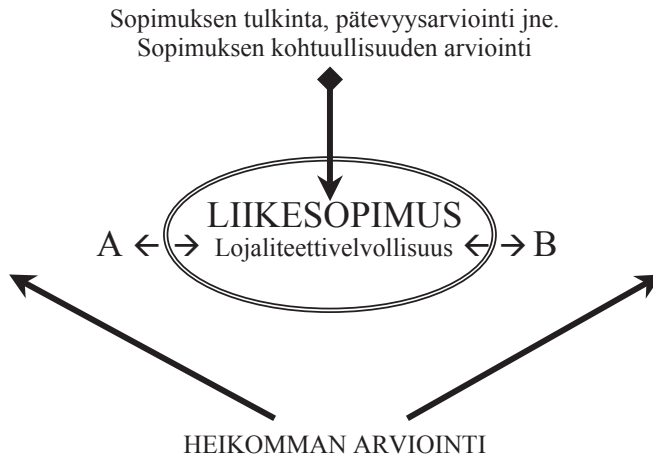 Sopimuksen tulkinta, pätevyysarviointi jne.
Sopimuksen kohtuullisuuden arviointi
LIIKESOPIMUS
A ← → Lojaliteettivelvollisuus ← → B
HEIKOMMAN ARVIOINTI